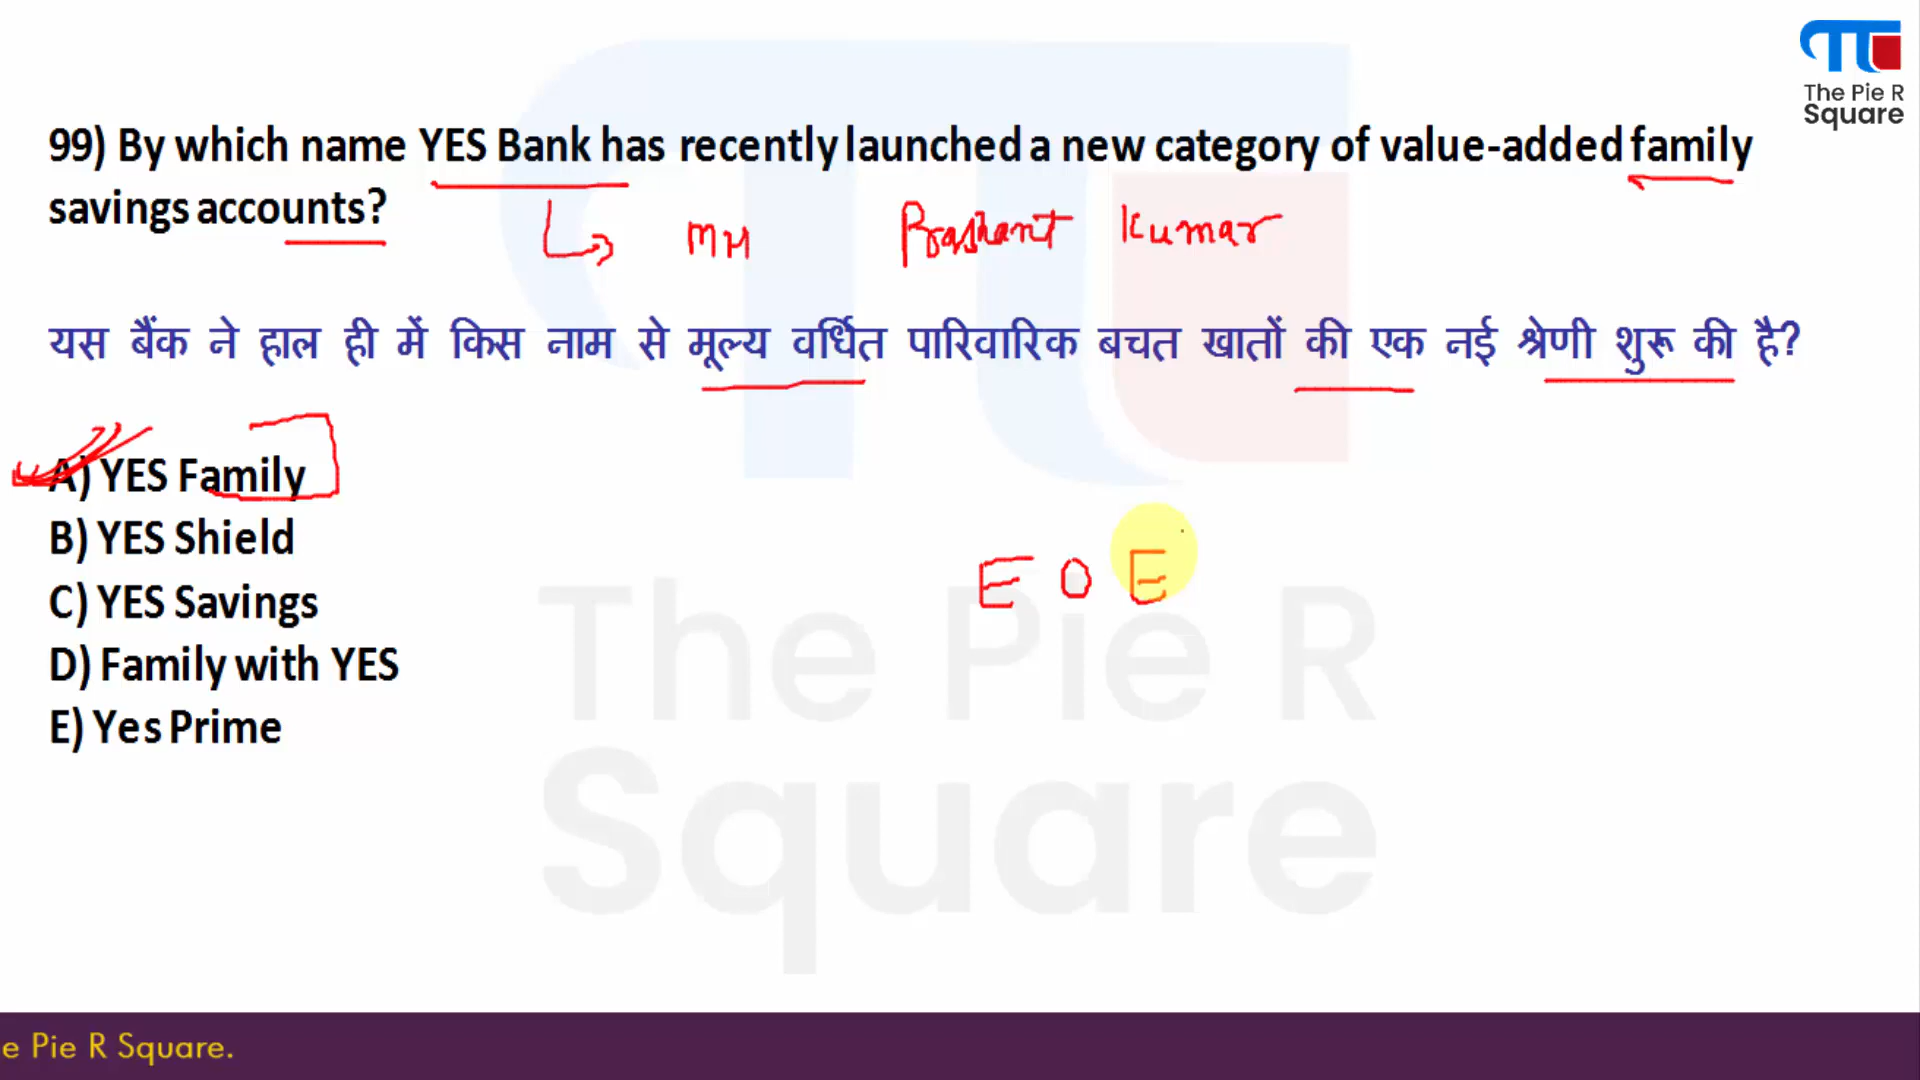 The Pie R
Square
99) By which name YES Bank has recently launched a new category of value-added family
savings accounts?
MH Prashant Kumar
यस बैंक ने हाल ही में किस नाम से मूल्य वर्धित पारिवारिक बचत खातों की एक नई श्रेणी शुरू की है?
A) YES Family
B) YES Shield
E O E
C) YES Savings
D) Family with YES
E) Yes Prime
The Pie R
Square
e Pie R Square.